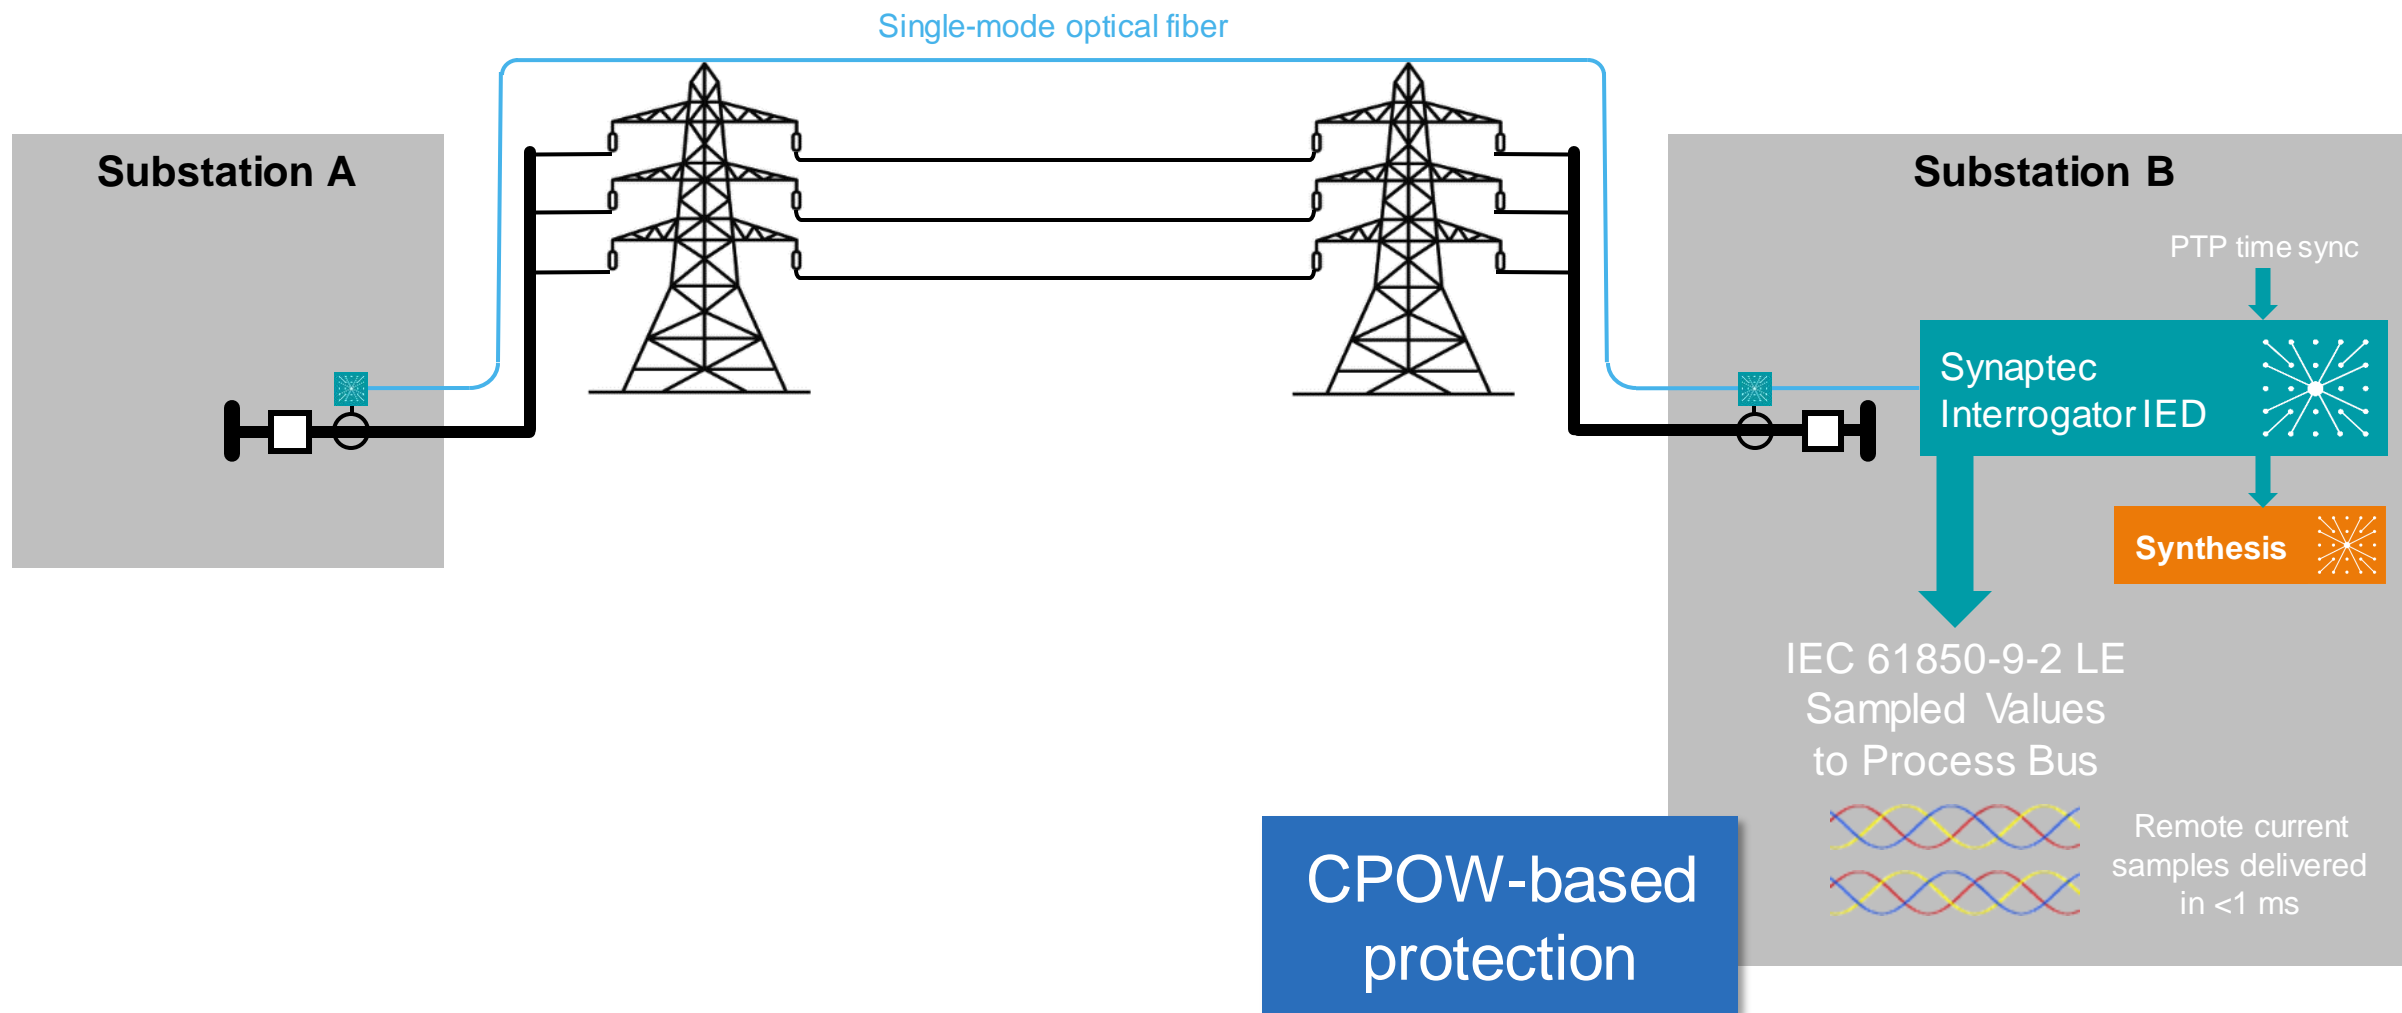 Single-mode optical fiber
Substation A
Substation B
PTP time sync
Synaptec
Interrogator IED
Synthesis
IEC 61850-9-2 LE
Sampled Values
to Process Bus
Remote current
samples delivered
in <1 ms
CPOW-based
protection